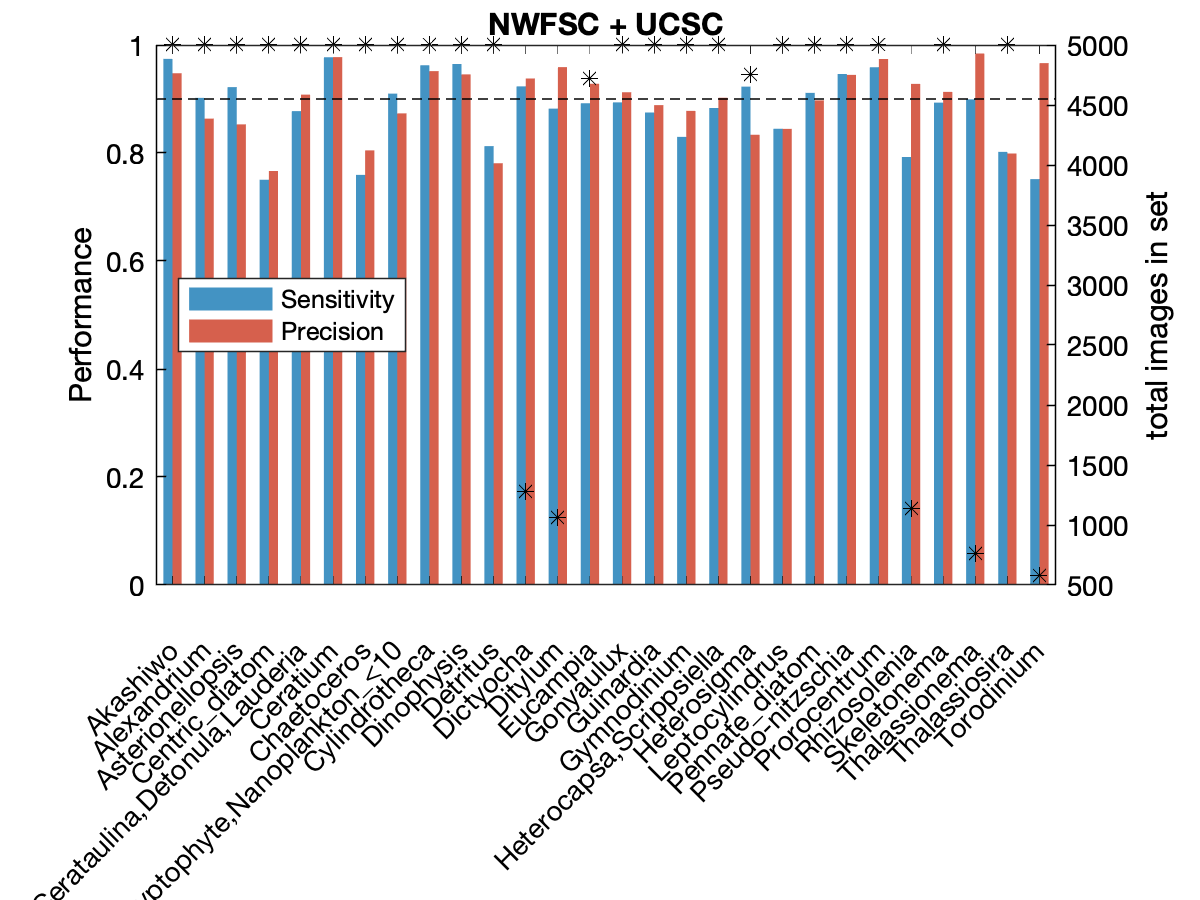 NWFSC + UCSC
1
0.8
0.6
0.4
0.2
0
Performance
5000
4500
4000
3500
3000
2500
2000
1500
1000
500
total images in set
Sensitivity
Precision
Akashiwo
Alexandrium
Asterionellopsis
Centric_diatom
Cerataulina,Detonula,Lauderia
Ceratium
Chaetoceros
yptophyte,Nanoplankton_<10
Cylindrotheca
Dinophysis
Detritus
Dictyocha
Ditylum
Eucampia
Gonyaulux
Guinardia
Gymnodinium
Heterocapsa,Scrippsiella
Heterosigma
Leptocylndrus
Pennate_diatom
Pseudo-nitzschia
Prorocentrum
Rhizosolenia
Skeletonema
Thalassionema
Thalassiosira
Torodinium